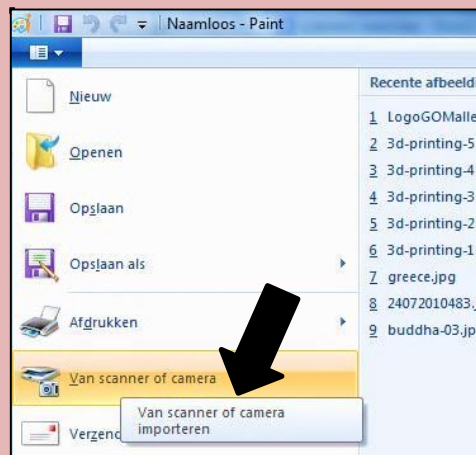 Naamloos - Paint
Nieuw
Openen
Opslaan
Opslaan als
Afdrukken
Van scanner of camera
Van scanner of camera
importeren
Recente
1 LogoGOMalle
2 3d-printing-5
3 3d-printing-4
4 3d-printing-3
5 3d-printing-2
6 3d-printing-1
7 greece.jpg
8 24072010483.
9 buddha-03.jp